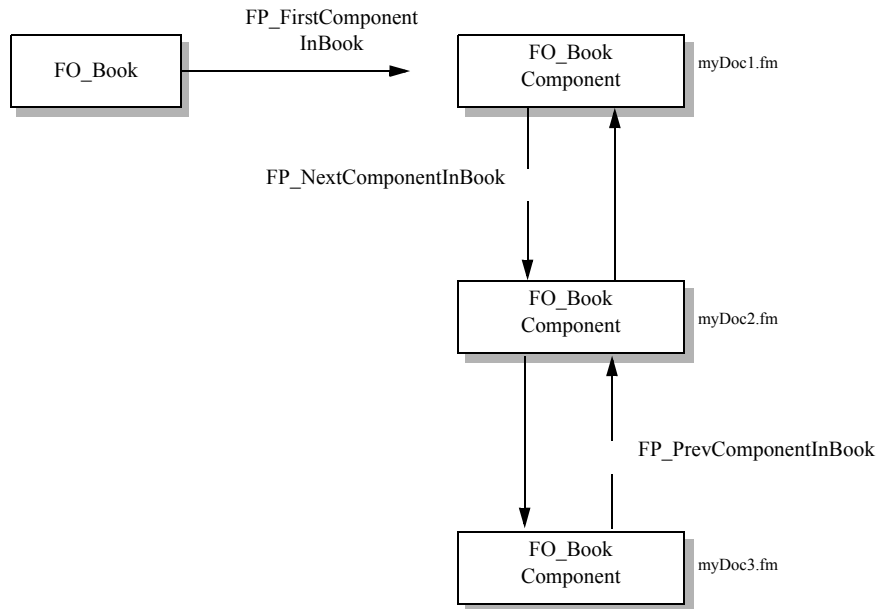 FP_FirstComponent
InBook
FO_Book
FO_Book
Component
myDoc1.fm
FP_NextComponentInBook
FO_Book
Component
myDoc2.fm
FP_PrevComponentInBook
FO_Book
Component
myDoc3.fm